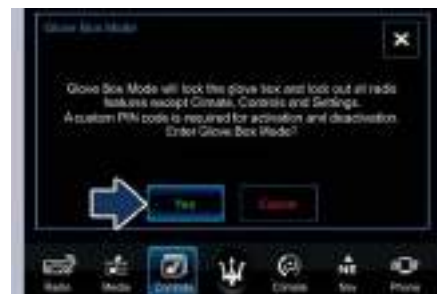 Glove Box Mode
Glove Box Mode will lock the glove box and lock out all radio
features except Climate, Controls and Settings.
A custom PIN code is required for activation and deactivation.
Enter Glove Box Mode?
Yes
Cancel
Radio
Media
Controls
Climate
NE
Nav
Phone